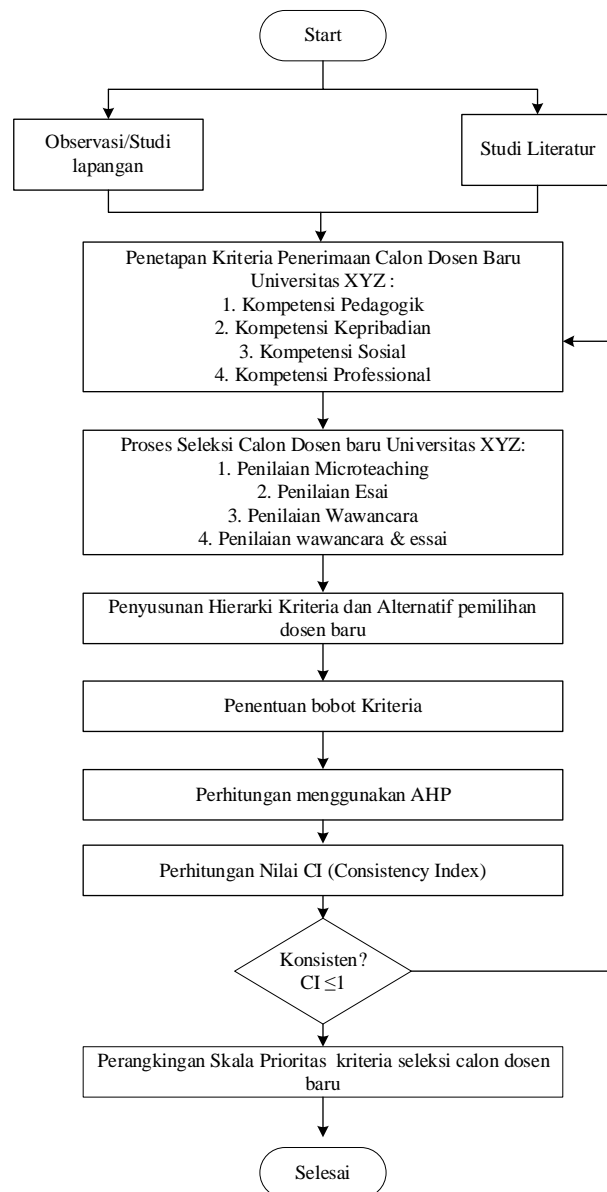 Start
Observasi/Studi
lapangan
Studi Literatur
Penetapan Kriteria Penerimaan Calon Dosen Baru
Universitas XYZ :
1. Kompetensi Pedagogik
2. Kompetensi Kepribadian
3. Kompetensi Sosial
4. Kompetensi Professional
Proses Seleksi Calon Dosen baru Universitas XYZ:
1. Penilaian Microteaching
2. Penilaian Esai
3. Penilaian Wawancara
4. Penilaian wawancara & essai
Penyusunan Hierarki Kriteria dan Alternatif pemilihan
dosen baru
Penentuan bobot Kriteria
Perhitungan menggunakan AHP
Perhitungan Nilai CI (Consistency Index)
Konsisten?
CI ≤1
Perangkingan Skala Prioritas kriteria seleksi calon dosen
baru
Selesai